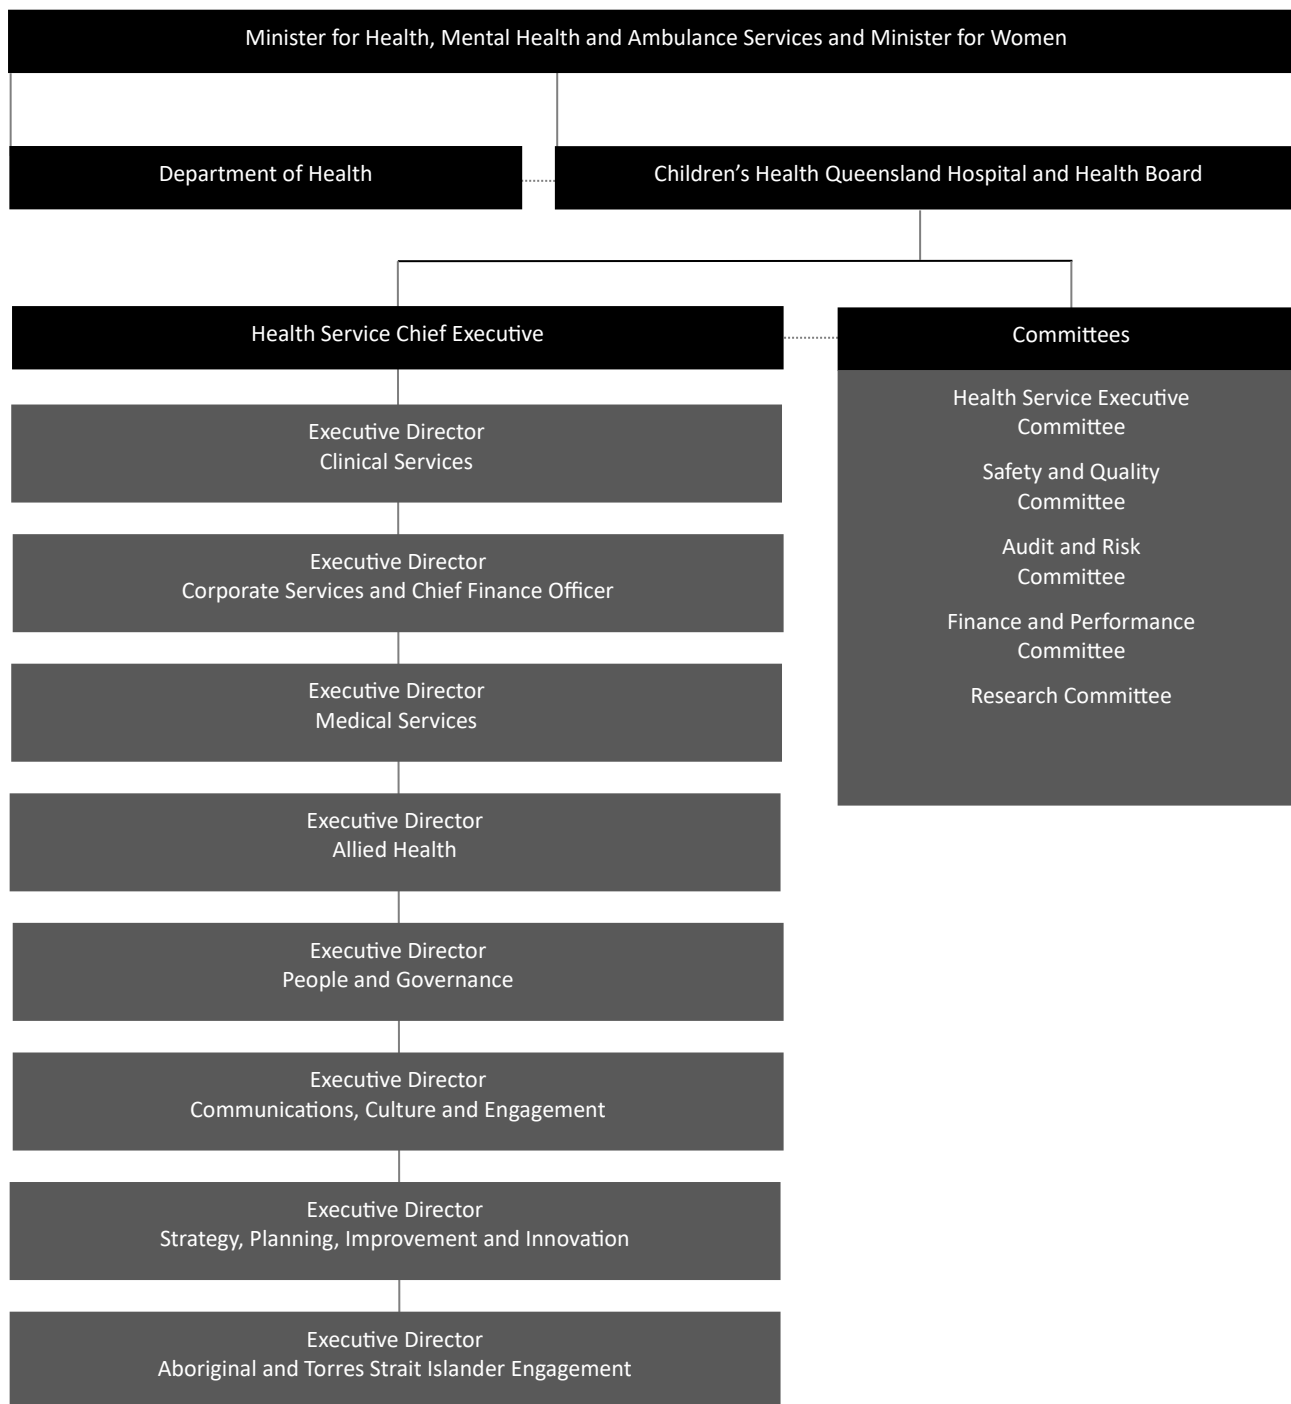 Minister for Health, Mental Health and Ambulance Services and Minister for Women
Department of Health
Children’s Health Queensland Hospital and Health Board
Health Service Chief Executive
Executive Director
Clinical Services
Executive Director
Corporate Services and Chief Finance Officer
Executive Director
Medical Services
Executive Director
Allied Health
Executive Director
People and Governance
Executive Director
Communications, Culture and Engagement
Executive Director
Strategy, Planning, Improvement and Innovation
Executive Director
Aboriginal and Torres Strait Islander Engagement
Committees
Health Service Executive
Committee
Safety and Quality
Committee
Audit and Risk
Committee
Finance and Performance
Committee
Research Committee